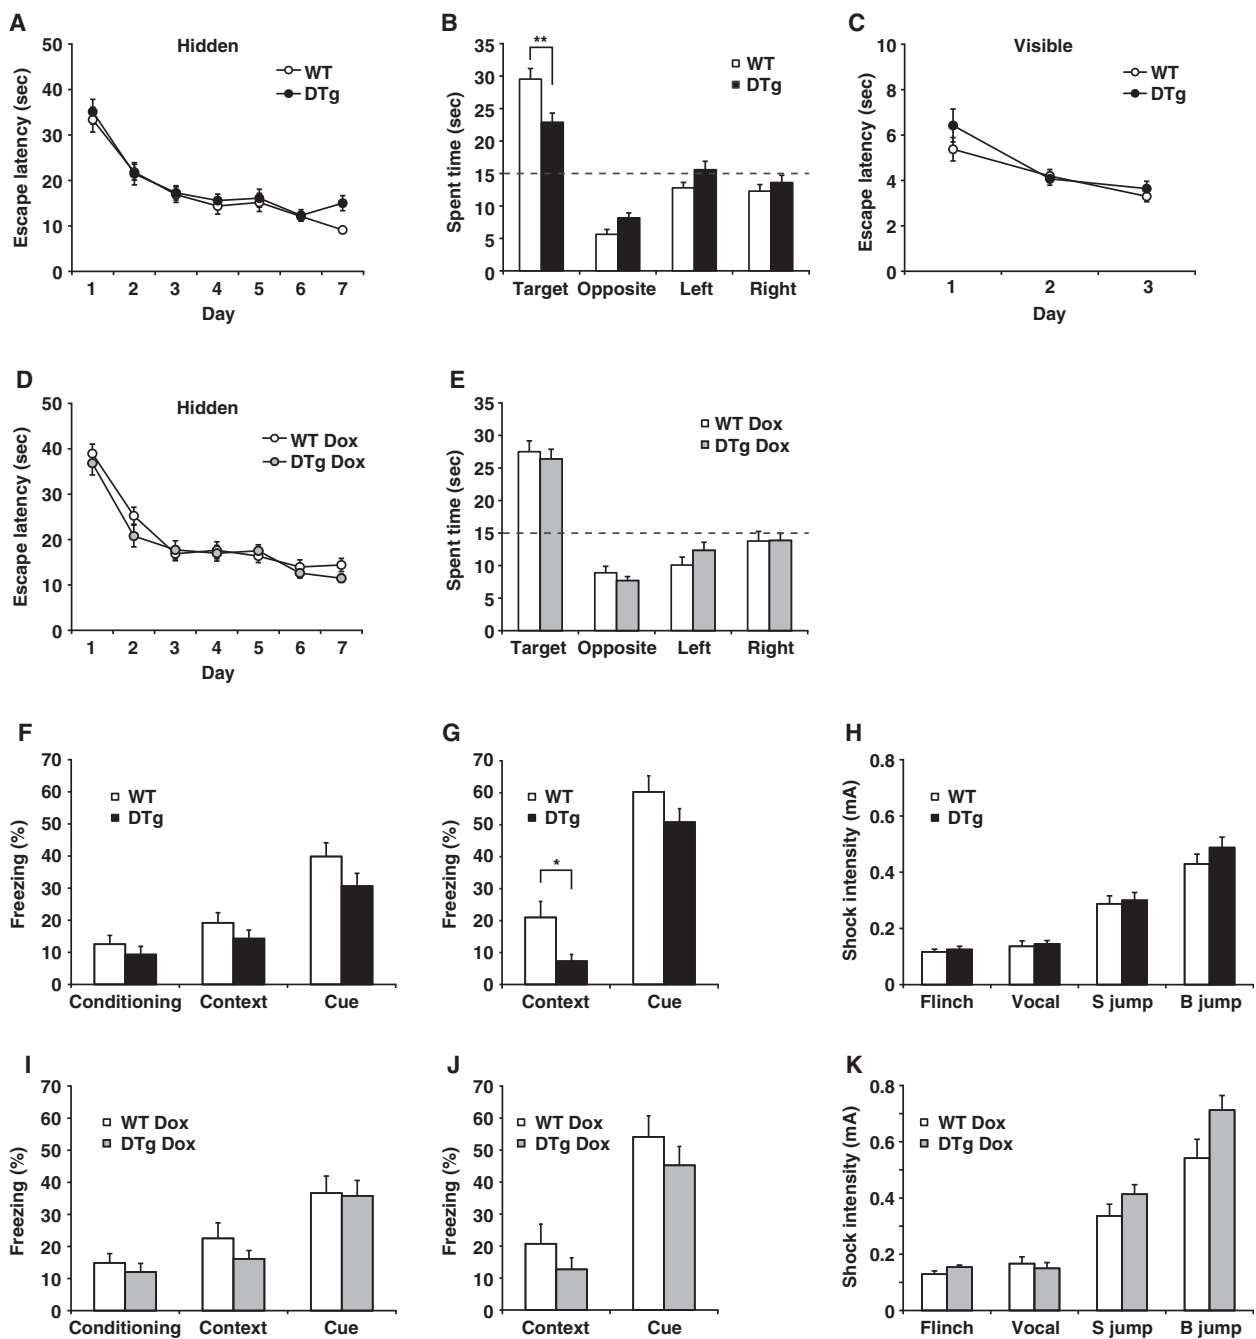 A
Hidden
WT
DTg
Escape latency (sec)
50
40
30
20
10
0
1 2 3 4 5 6 7
Day
B
**
WT
DTg
Spent time (sec)
35
30
25
20
15
10
5
0
Target Opposite Left Right
C
Visible
WT
DTg
Escape latency (sec)
10
8
6
4
2
0
1 2 3
Day
D
Hidden
WT Dox
DTg Dox
Escape latency (sec)
50
40
30
20
10
0
1 2 3 4 5 6 7
Day
E
WT Dox
DTg Dox
Spent time (sec)
35
30
25
20
15
10
5
0
Target Opposite Left Right
F
WT
DTg
Freezing (%)
70
60
50
40
30
20
10
0
Conditioning Context Cue
G
WT
DTg
*
Freezing (%)
70
60
50
40
30
20
10
0
Context Cue
H
WT
DTg
Shock intensity (mA)
0.8
0.6
0.4
0.2
0
Flinch Vocal S jump B jump
I
WT Dox
DTg Dox
Freezing (%)
70
60
50
40
30
20
10
0
Conditioning Context Cue
J
WT Dox
DTg Dox
Freezing (%)
70
60
50
40
30
20
10
0
Context Cue
K
WT Dox
DTg Dox
Shock intensity (mA)
0.8
0.6
0.4
0.2
0
Flinch Vocal S jump B jump